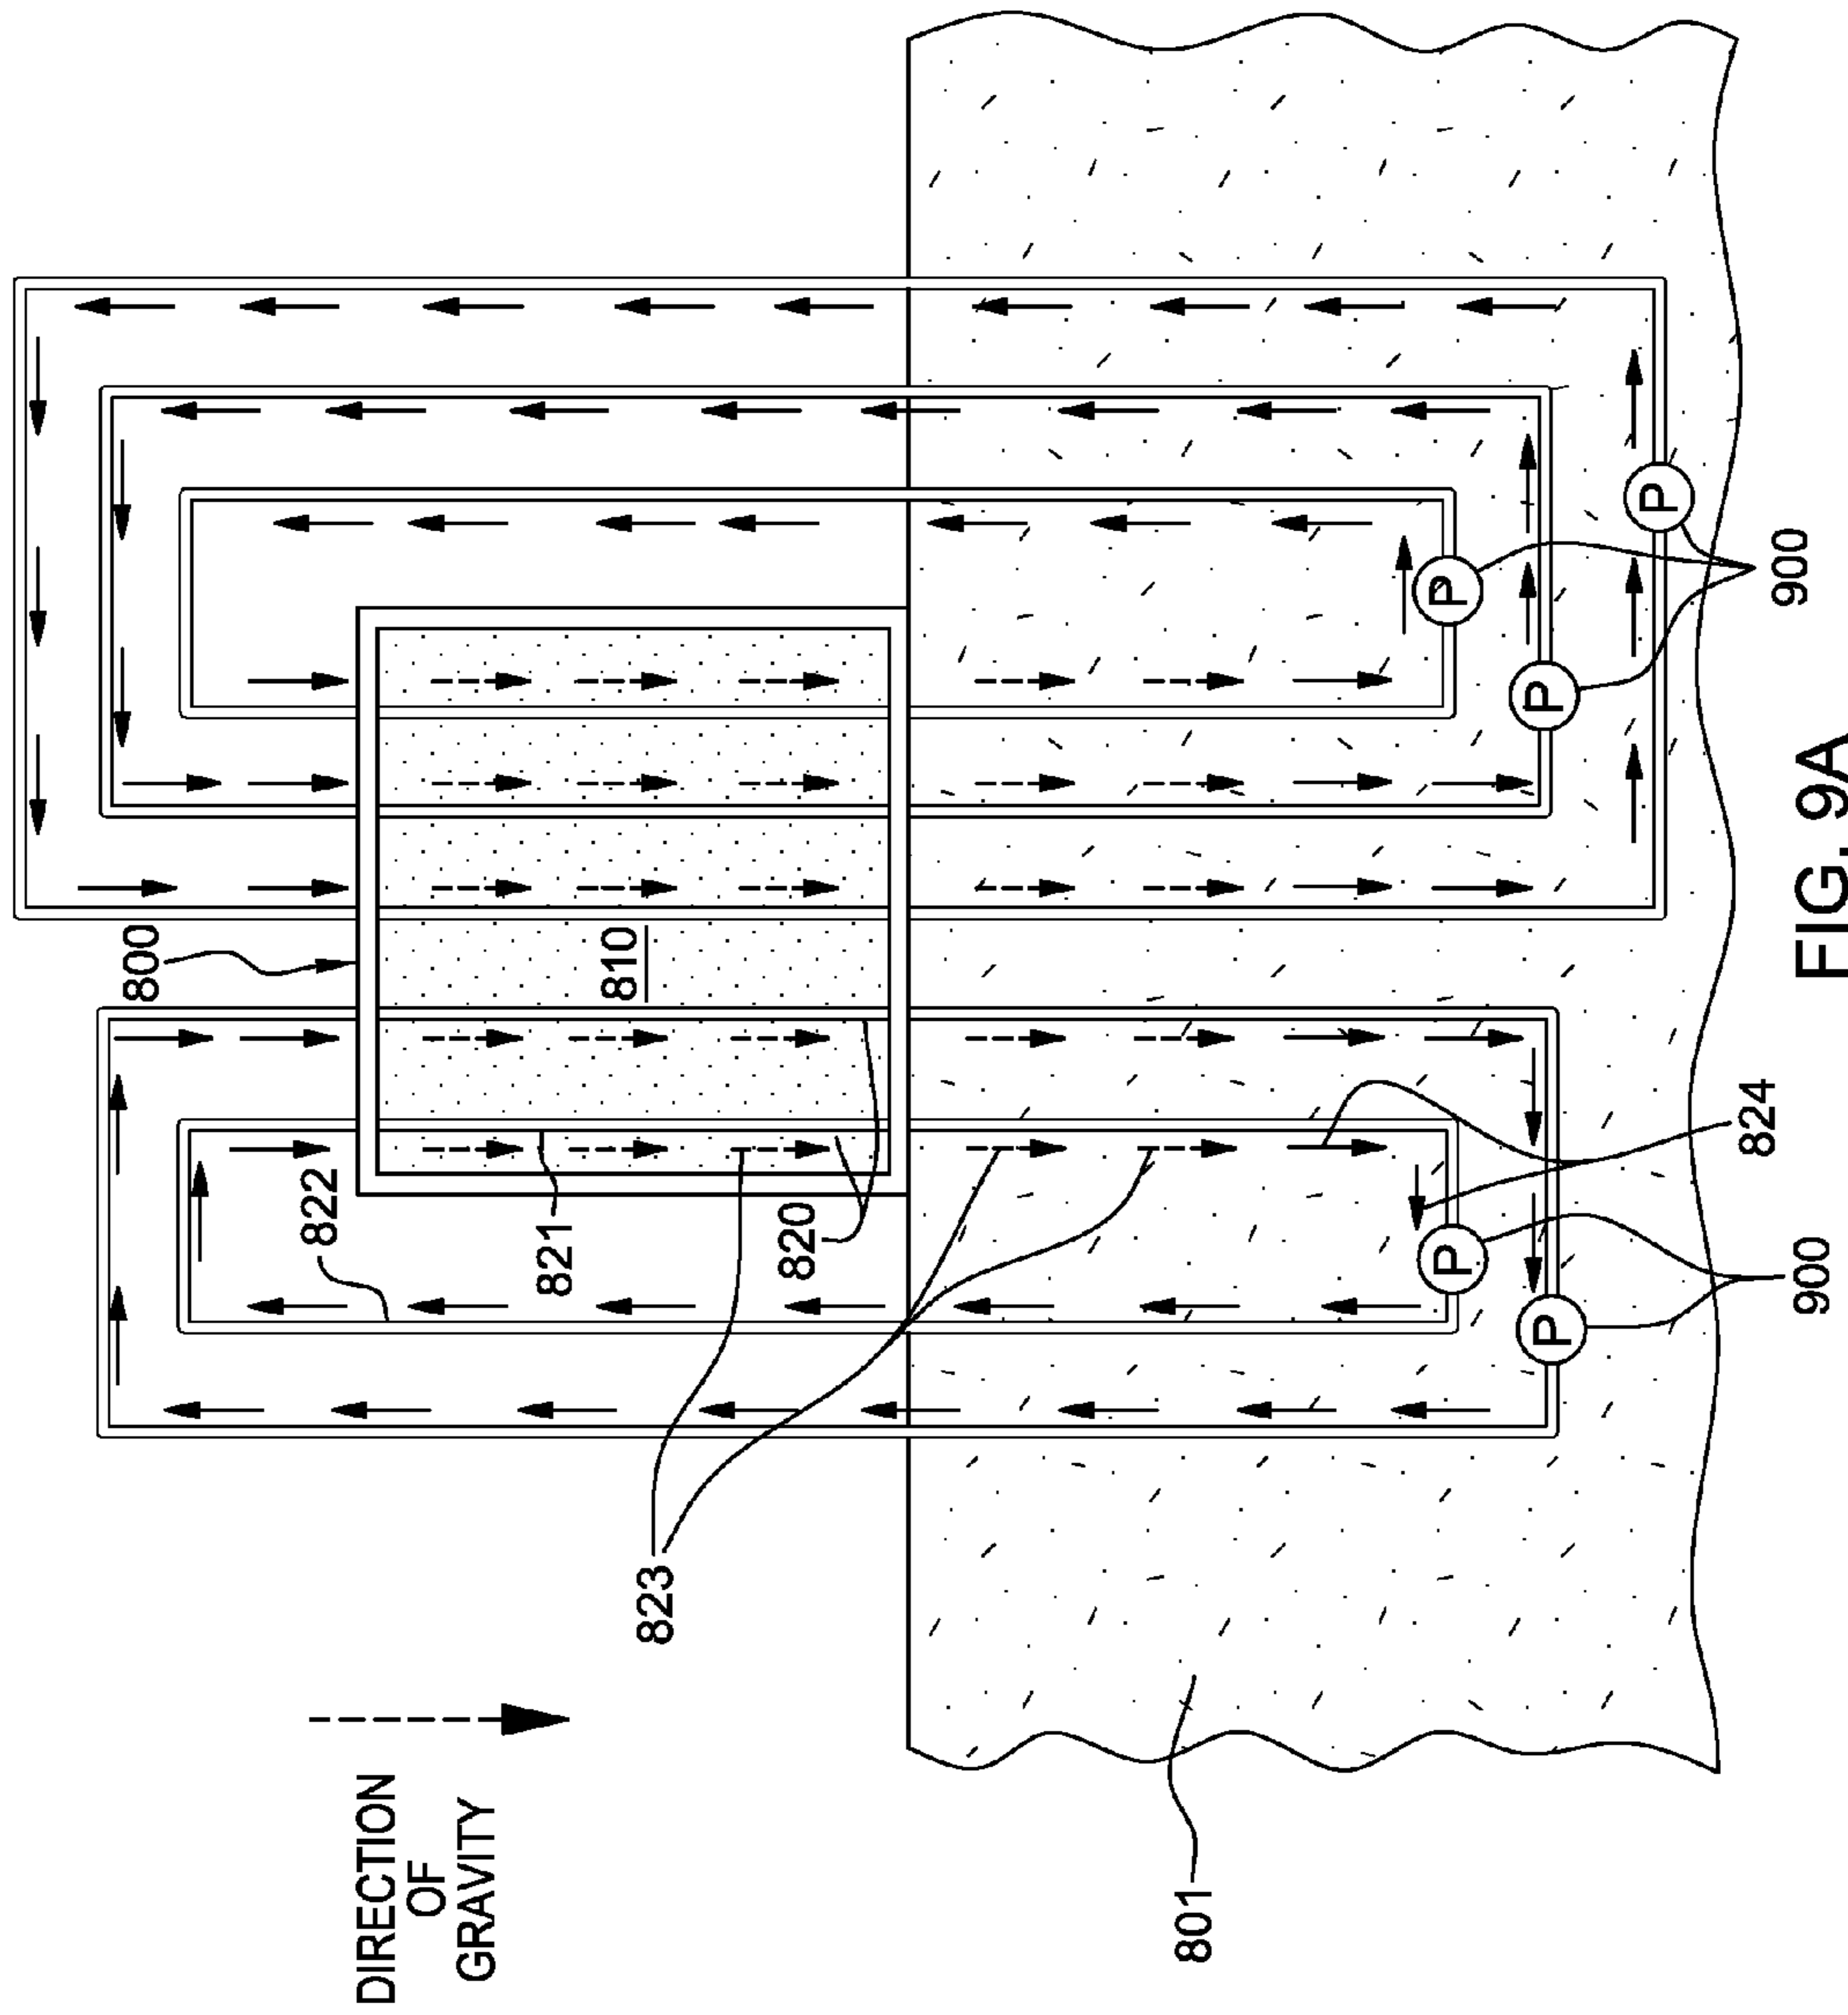 800
822
DIRECTION
OF
GRAVITY
821
810
823
820
801
824
900
900
P
P
P
P
P
FIG. 9A